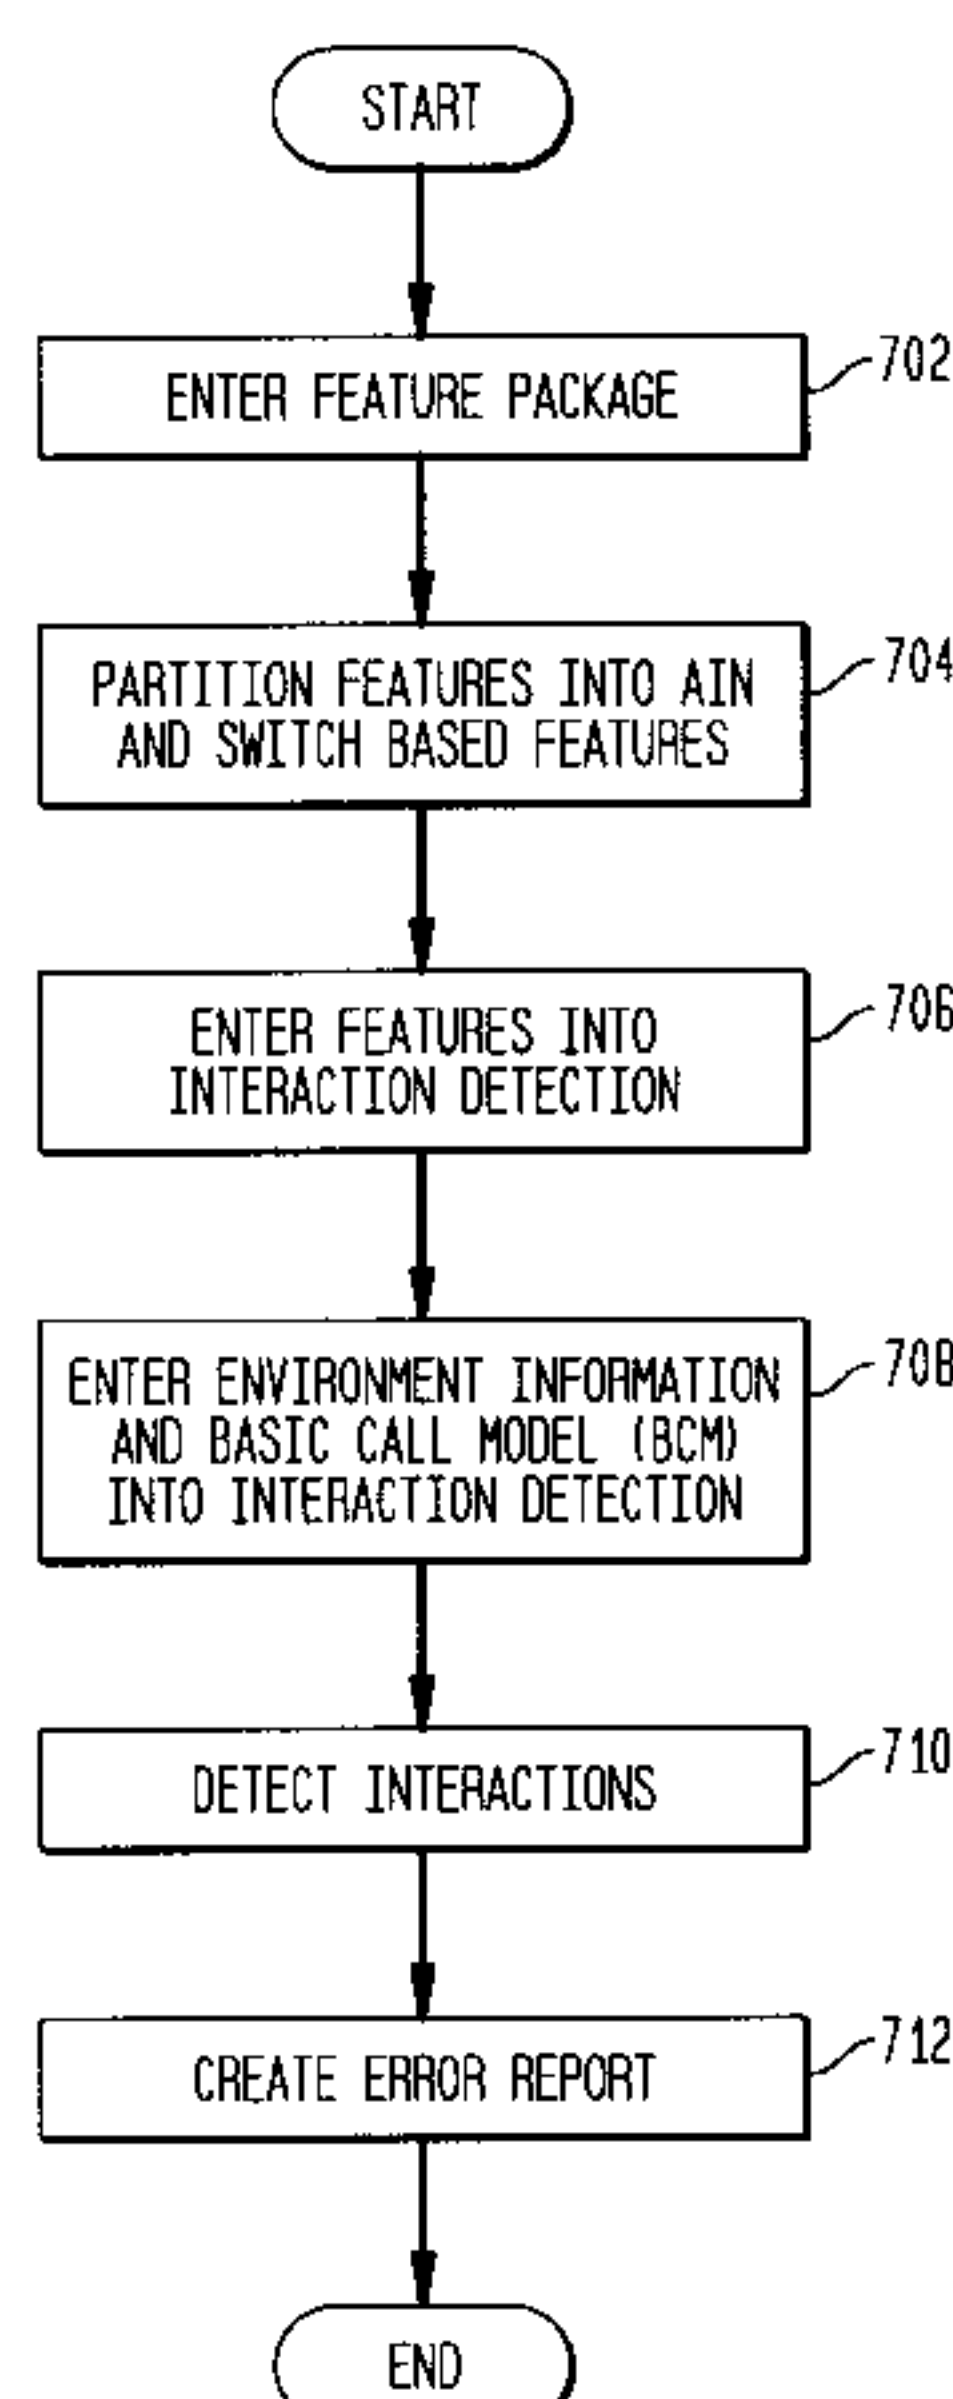 START
ENTER FEATURE PACKAGE
702
PARTITION FEATURES INTO AIN
AND SWITCH BASED FEATURES
704
ENTER FEATURES INTO
INTERACTION DETECTION
706
ENTER ENVIRONMENT INFORMATION
AND BASIC CALL MODEL (BCM)
INTO INTERACTION DETECTION
708
DETECT INTERACTIONS
710
CREATE ERROR REPORT
712
END